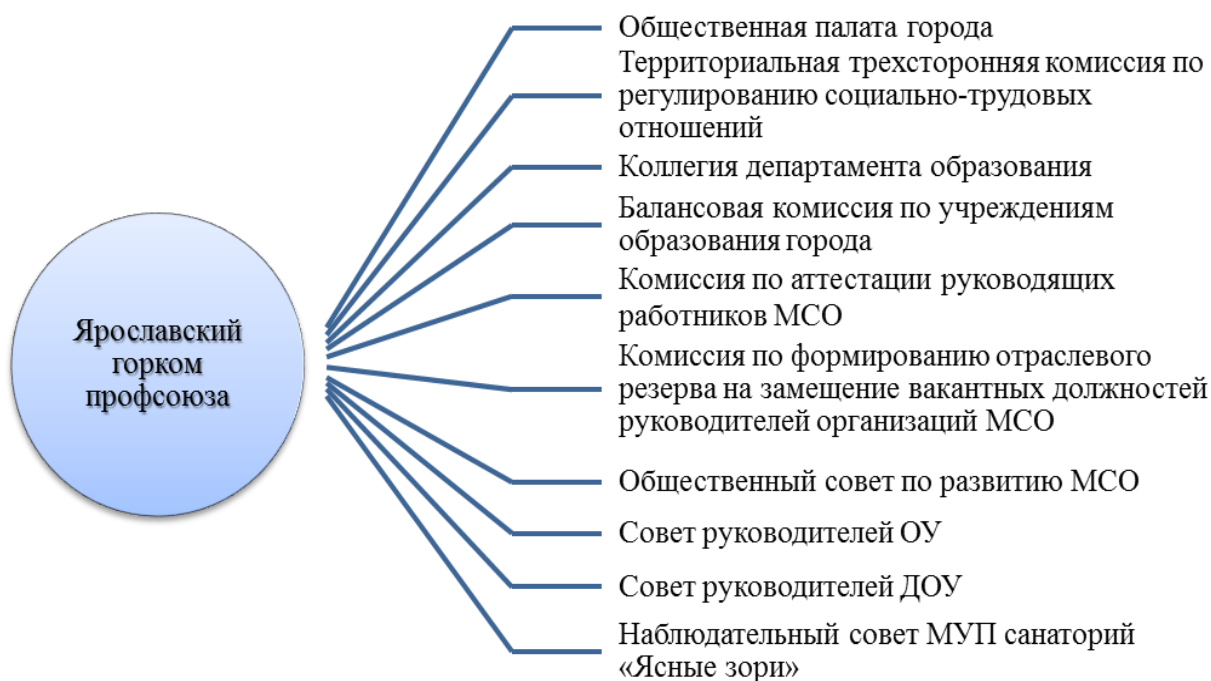 Ярославский
горком
профсоюза
Общественная палата города
Территориальная трехсторонняя комиссия по
регулированию социально-трудовых
отношений
Коллегия департамента образования
Балансовая комиссия по учреждениям
образования города
Комиссия по аттестации руководящих
работников МСО
Комиссия по формированию отраслевого
резерва на замещение вакантных должностей
руководителей организаций МСО
Общественный совет по развитию МСО
Совет руководителей ОУ
Совет руководителей ДОУ
Наблюдательный совет МУП санаторий
«Ясные зори»